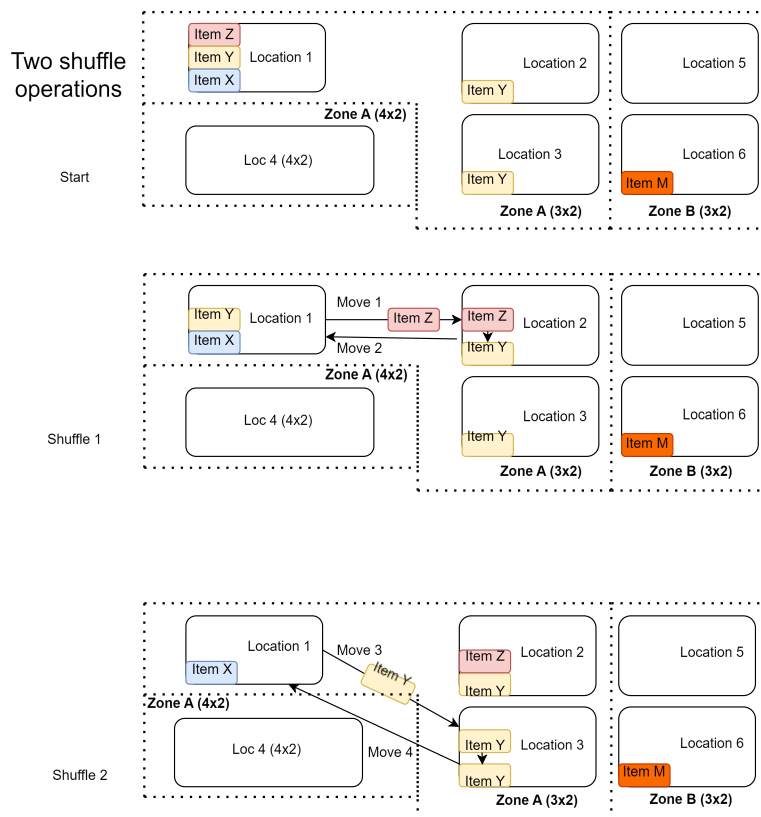 Two shuffle
operations
Item Z
Item Y
Item X
Location 1
Location 2
Item Y
Location 5
Zone A (4x2)
Loc 4 (4x2)
Start
Location 3
Item Y
Location 6
Item M
Zone A (3x2)
Zone B (3x2)
Item Y
Item X
Location 1
Move 1
Item Z
Move 2
Item Z
Item Y
Location 2
Location 5
Zone A (4x2)
Loc 4 (4x2)
Shuffle 1
Location 3
Item Y
Location 6
Item M
Zone A (3x2)
Zone B (3x2)
Location 1
Item X
Move 3
Item Y
Item Z
Item Y
Location 2
Location 5
Zone A (4x2)
Loc 4 (4x2)
Move 4
Shuffle 2
Item Y
Item Y
Location 3
Location 6
Item M
Zone A (3x2)
Zone B (3x2)